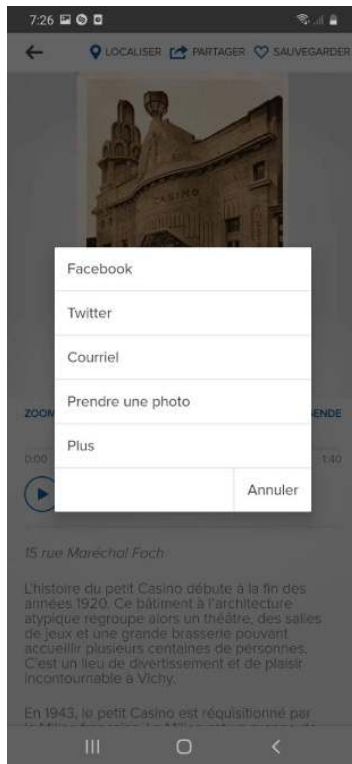 7:26
LOCALISER PARTAGER SAUVEGARDER
CASINO
Facebook
Twitter
Courriel
Prendre une photo
Plus
Annuler
0:00 1:40
15 rue Maréchal Foch
L'histoire du petit Casino débute à la fin des
années 1920. Ce bâtiment à l'architecture
atypique regroupe alors un théâtre, des salles
de jeux et une grande brasserie pouvant
accueillir plusieurs centaines de personnes.
C'est un lieu de divertissement et de plaisir
incontournable à Vichy.
En 1943, le petit Casino est réquisitionné par